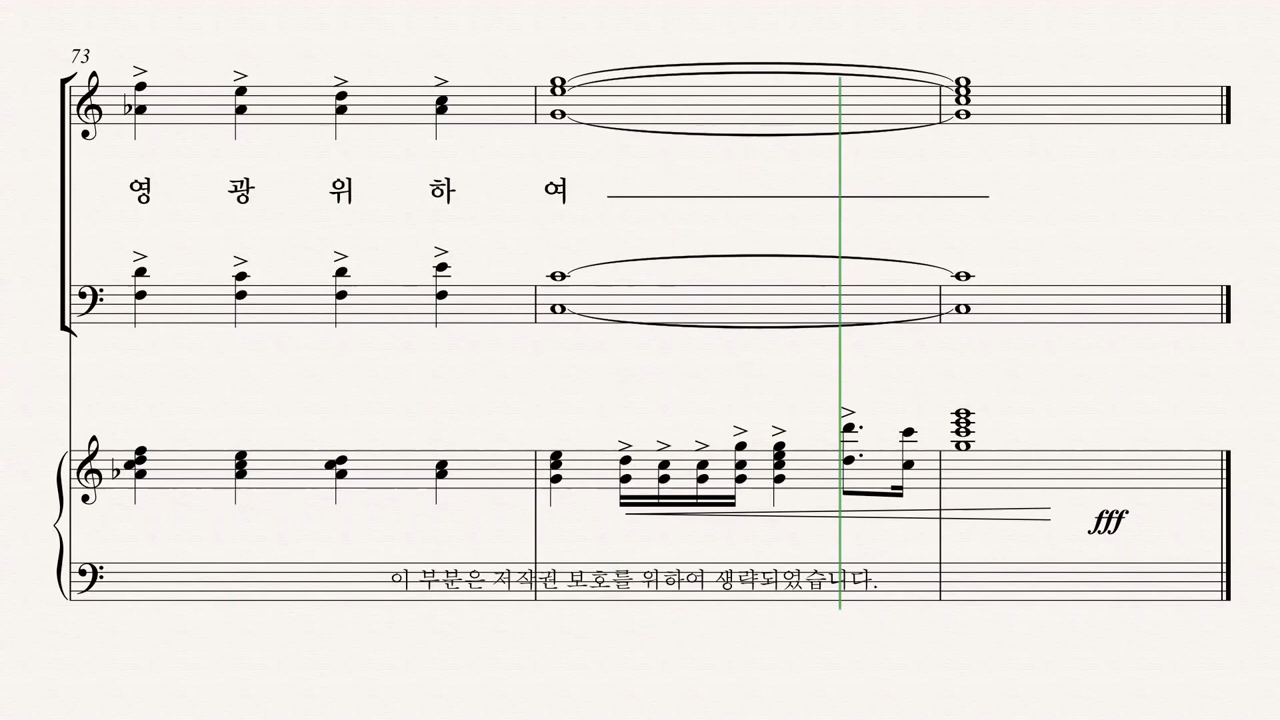 73
영 광 위 하 여
fff
이 부분은 저작권 보호를 위하여 생략되었습니다.